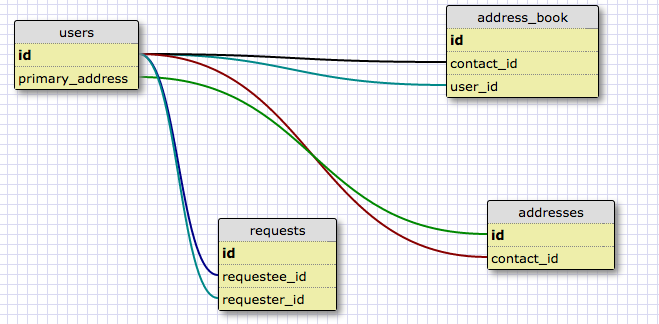 users
id
primary_address
address_book
id
contact_id
user_id
requests
id
requestee_id
requester_id
addresses
id
contact_id